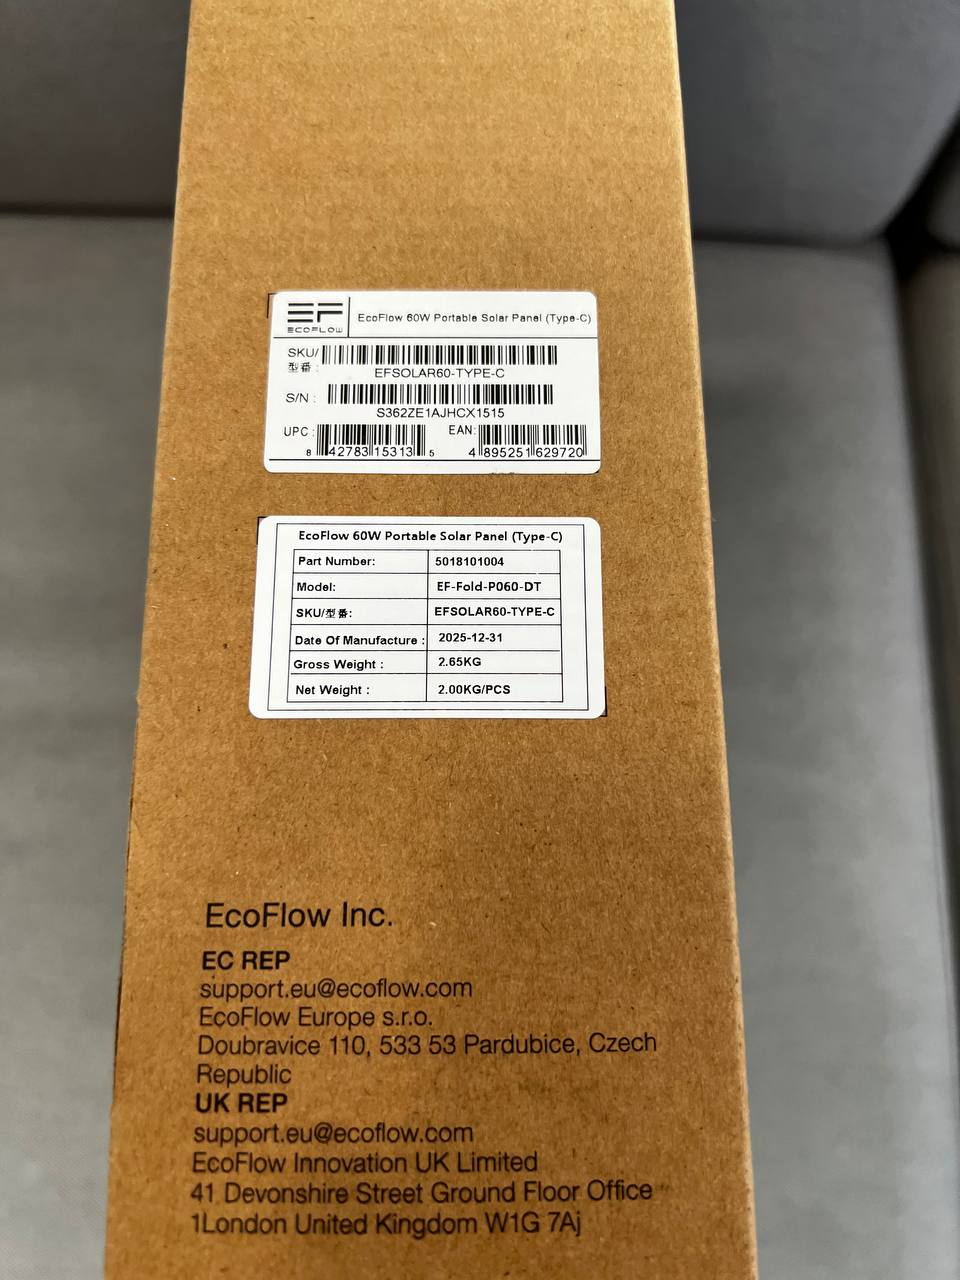 EF
ECOFLOW
EcoFlow 60W Portable Solar Panel (Type-C)
SKU/
型番 :
EFSOLAR60-TYPE-C
S/N :
S362ZE1AJHCX1515
UPC : 8 42783 15313 5 EAN: 4 895251 629720
EcoFlow 60W Portable Solar Panel (Type-C)
Part Number: 5018101004
Model: EF-Fold-P060-DT
SKU/型番: EFSOLAR60-TYPE-C
Date Of Manufacture : 2025-12-31
Gross Weight : 2.65KG
Net Weight : 2.00KG/PCS
EcoFlow Inc.
EC REP
support.eu@ecoflow.com
EcoFlow Europe s.r.o.
Doubravice 110, 533 53 Pardubice, Czech
Republic
UK REP
support.eu@ecoflow.com
EcoFlow Innovation UK Limited
41 Devonshire Street Ground Floor Office
1London United Kingdom W1G 7Aj